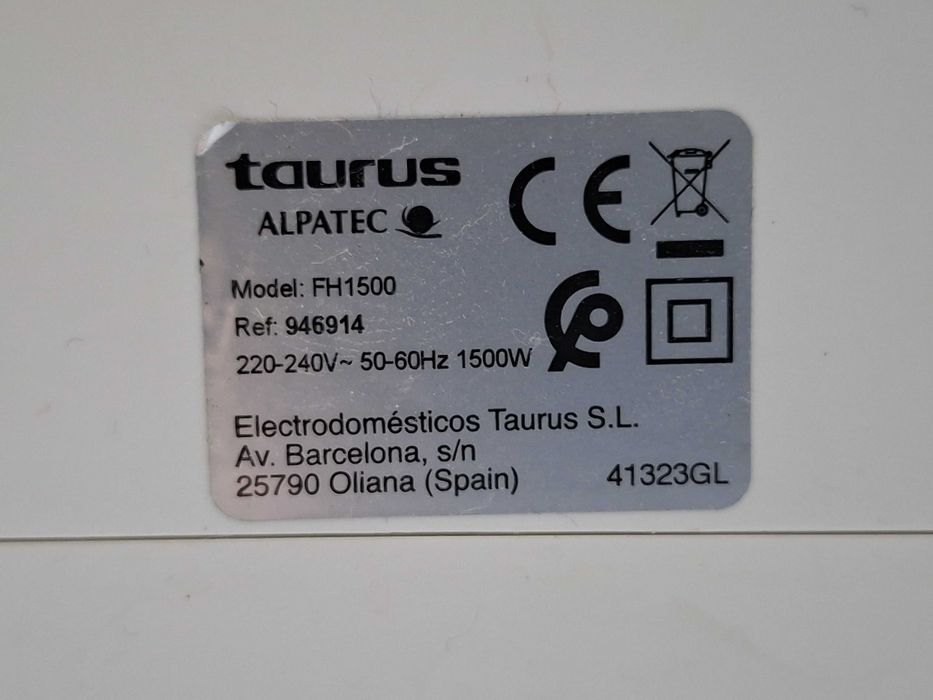 taurus
ALPATEC
CE
Model: FH1500
Ref: 946914
220-240V~ 50-60Hz 1500W
Electrodomésticos Taurus S.L.
Av. Barcelona, s/n
25790 Oliana (Spain)
41323GL